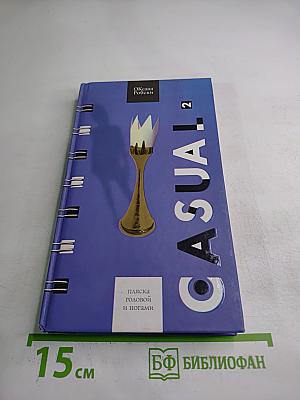 ОКсана
Робски
CASUAL 2
пляска
головой
и ногами
15 см
БФ БИБЛИОФАН